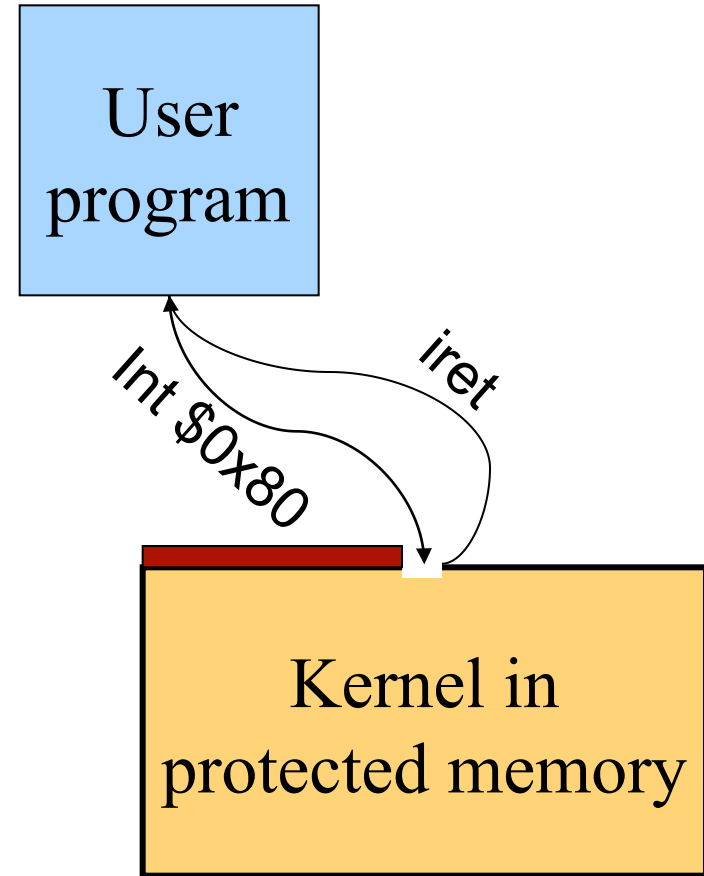 User
program
Int $0x80
iret
Kernel in
protected memory